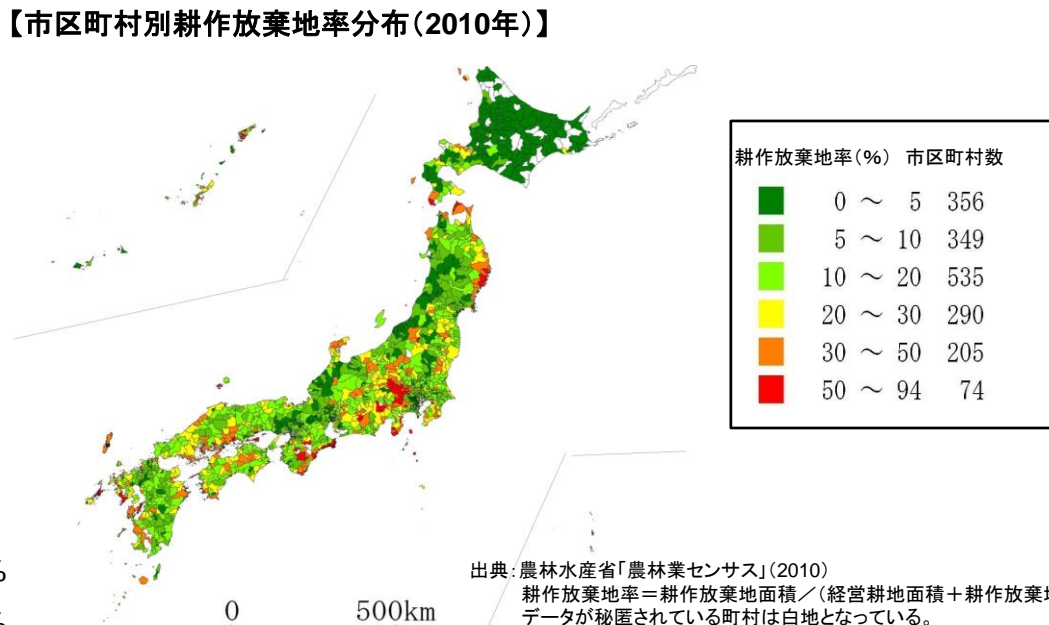 【市区町村別耕作放棄地率分布(2010年)】
耕作放棄地率(%) 市区町村数
0 ～ 5 356
5 ～ 10 349
10 ～ 20 535
20 ～ 30 290
30 ～ 50 205
50 ～ 94 74
%
0 500km
出典:農林水産省「農林業センサス」(2010)
耕作放棄地率=耕作放棄地面積/(経営耕地面積+耕作放棄地
データが秘匿されている町村は白地となっている。